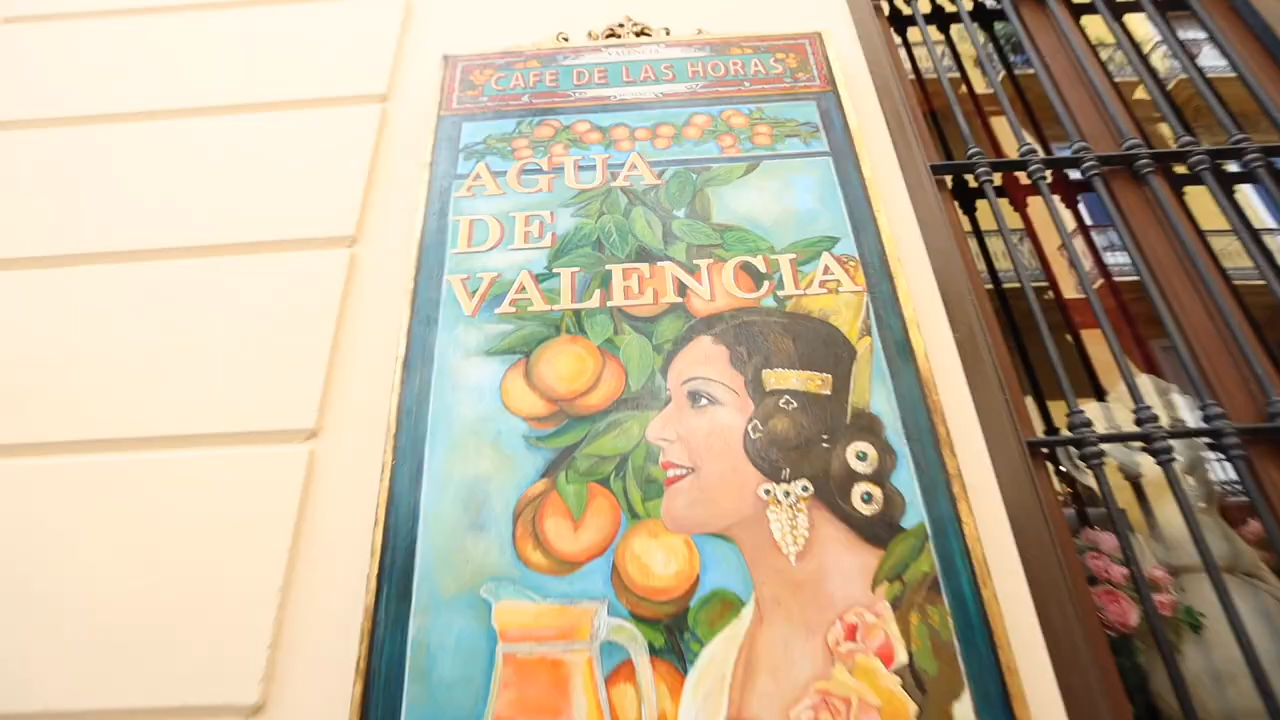 VALENCIA
CAFE DE LAS HORAS
AGUA
DE
VALENCIA